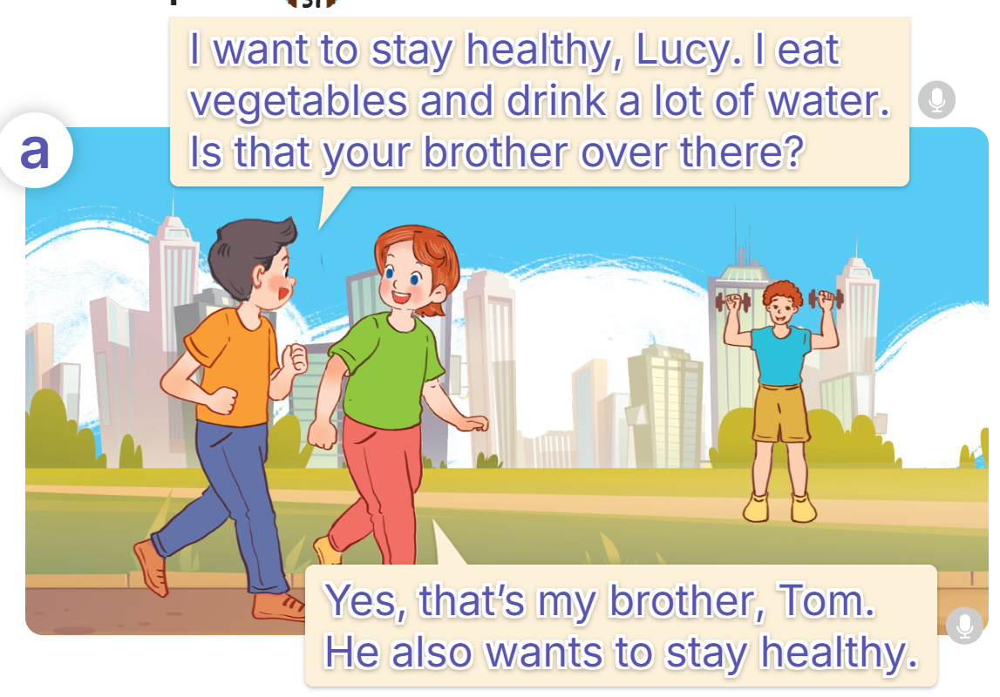 I want to stay healthy, Lucy. I eat
vegetables and drink a lot of water.
Is that your brother over there?
a
Yes, that's my brother, Tom.
He also wants to stay healthy.